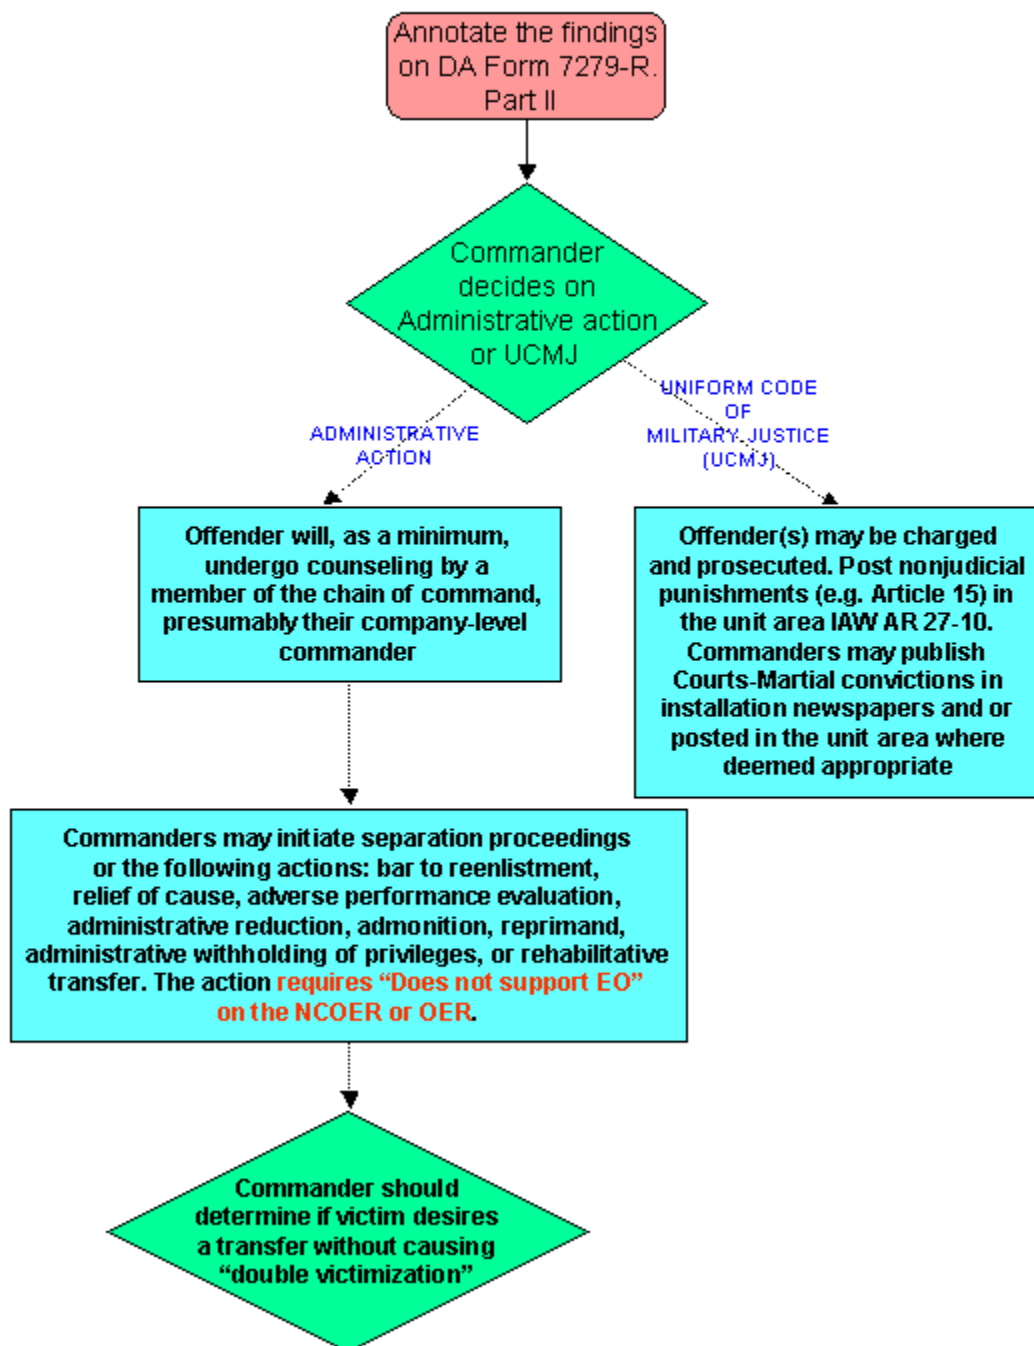 Annotate the findings
on DA Form 7279-R.
Part II
Commander
decides on
Administrative action
or UCMJ
ADMINISTRATIVE
ACTION
UNIFORM CODE
OF
MILITARY JUSTICE
(UCMJ)
Offender will, as a minimum,
undergo counseling by a
member of the chain of command,
presumably their company-level
commander
Offender(s) may be charged
and prosecuted. Post nonjudicial
punishments (e.g. Article 15) in
the unit area IAW AR 27-10.
Commanders may publish
Courts-Martial convictions in
installation newspapers and or
posted in the unit area where
deemed appropriate
Commanders may initiate separation proceedings
or the following actions: bar to reenlistment,
relief of cause, adverse performance evaluation,
administrative reduction, admonition, reprimand,
administrative withholding of privileges, or rehabilitative
transfer. The action requires “Does not support EO”
on the NCOER or OER.
Commander should
determine if victim desires
a transfer without causing
“double victimization”